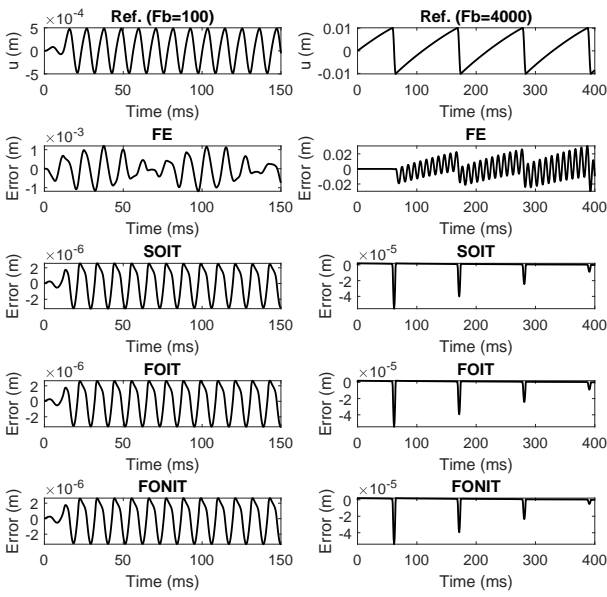 Ref. (Fb=100)
×10⁻⁴
5
0
-5
u (m)
0 50 100 150
Time (ms)
Ref. (Fb=4000)
0.01
0
-0.01
u (m)
0 100 200 300 400
Time (ms)
FE
×10⁻³
1
0
-1
Error (m)
0 50 100 150
Time (ms)
FE
0.02
0
-0.02
Error (m)
0 100 200 300 400
Time (ms)
SOIT
×10⁻⁶
2
0
-2
Error (m)
0 50 100 150
Time (ms)
SOIT
×10⁻⁵
0
-2
-4
Error (m)
0 100 200 300 400
Time (ms)
FOIT
×10⁻⁶
2
0
-2
Error (m)
0 50 100 150
Time (ms)
FOIT
×10⁻⁵
0
-2
-4
Error (m)
0 100 200 300 400
Time (ms)
FONIT
×10⁻⁶
2
0
-2
Error (m)
0 50 100 150
Time (ms)
FONIT
×10⁻⁵
0
-2
-4
Error (m)
0 100 200 300 400
Time (ms)